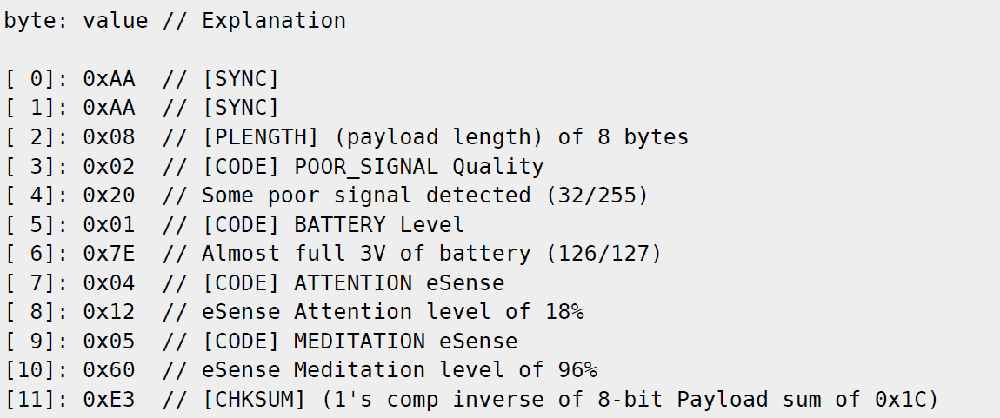 byte: value // Explanation
[ 0]: 0xAA  // [SYNC]
[ 1]: 0xAA  // [SYNC]
[ 2]: 0x08  // [PLENGTH] (payload length) of 8 bytes
[ 3]: 0x02  // [CODE] POOR_SIGNAL Quality
[ 4]: 0x20  // Some poor signal detected (32/255)
[ 5]: 0x01  // [CODE] BATTERY Level
[ 6]: 0x7E  // Almost full 3V of battery (126/127)
[ 7]: 0x04  // [CODE] ATTENTION eSense
[ 8]: 0x12  // eSense Attention level of 18%
[ 9]: 0x05  // [CODE] MEDITATION eSense
[10]: 0x60  // eSense Meditation level of 96%
[11]: 0xE3  // [CHKSUM] (1's comp inverse of 8-bit Payload sum of 0x1C)